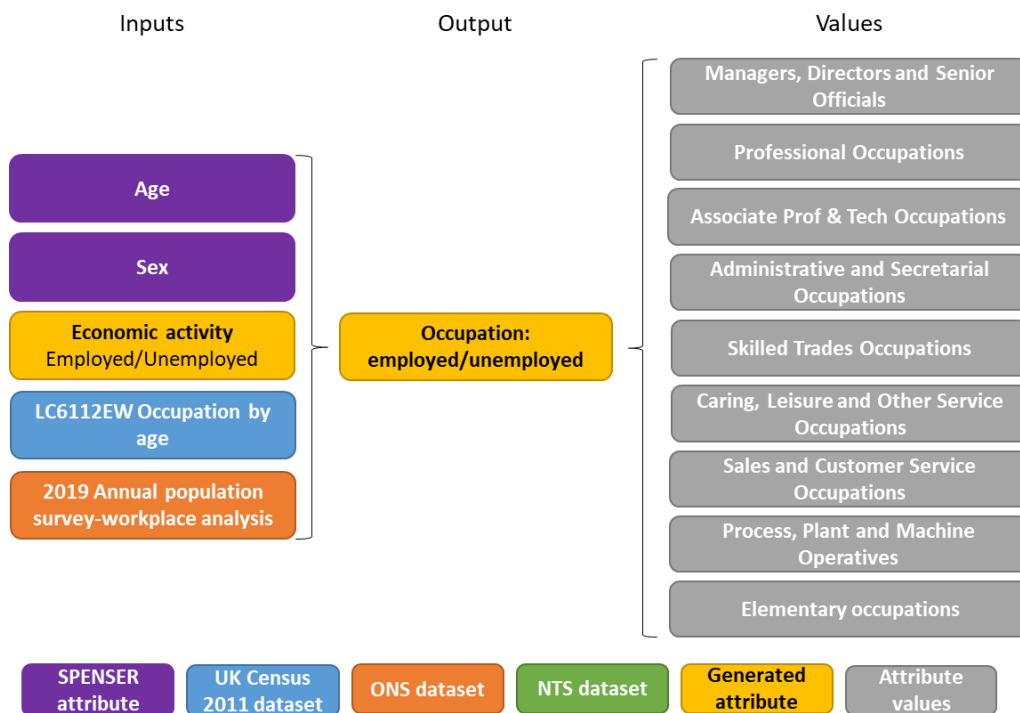 Inputs
Output
Values
Age
Sex
Economic activity
Employed/Unemployed
LC6112EW Occupation by
age
2019 Annual population
survey-workplace analysis
Occupation:
employed/unemployed
Managers, Directors and Senior
Officials
Professional Occupations
Associate Prof & Tech Occupations
Administrative and Secretarial
Occupations
Skilled Trades Occupations
Caring, Leisure and Other Service
Occupations
Sales and Customer Service
Occupations
Process, Plant and Machine
Operatives
Elementary occupations
SPENSER
attribute
UK Census
2011 dataset
ONS dataset
NTS dataset
Generated
attribute
Attribute
values